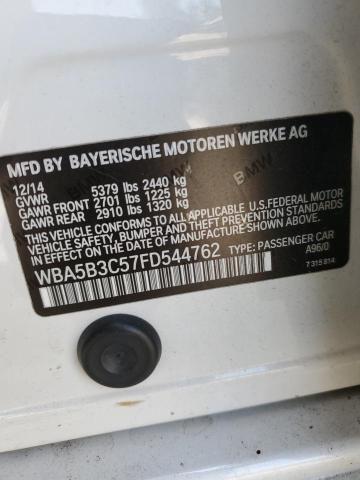 MFD BY BAYERISCHE MOTOREN WERKE AG
12/14
GVWR 5379 lbs 2440 kg
GAWR FRONT 2701 lbs 1225 kg
GAWR REAR 2910 lbs 1320 kg
THIS VEHICLE CONFORMS TO ALL APPLICABLE U.S.FEDERAL MOTOR
VEHICLE SAFETY, BUMPER, AND THEFT PREVENTION STANDARDS IN
EFFECT ON THE DATE OF MANUFACTURE SHOWN ABOVE.
WBA5B3C57FD544762 TYPE: PASSENGER CAR
A96/0
7 315 814
BMW
BMW